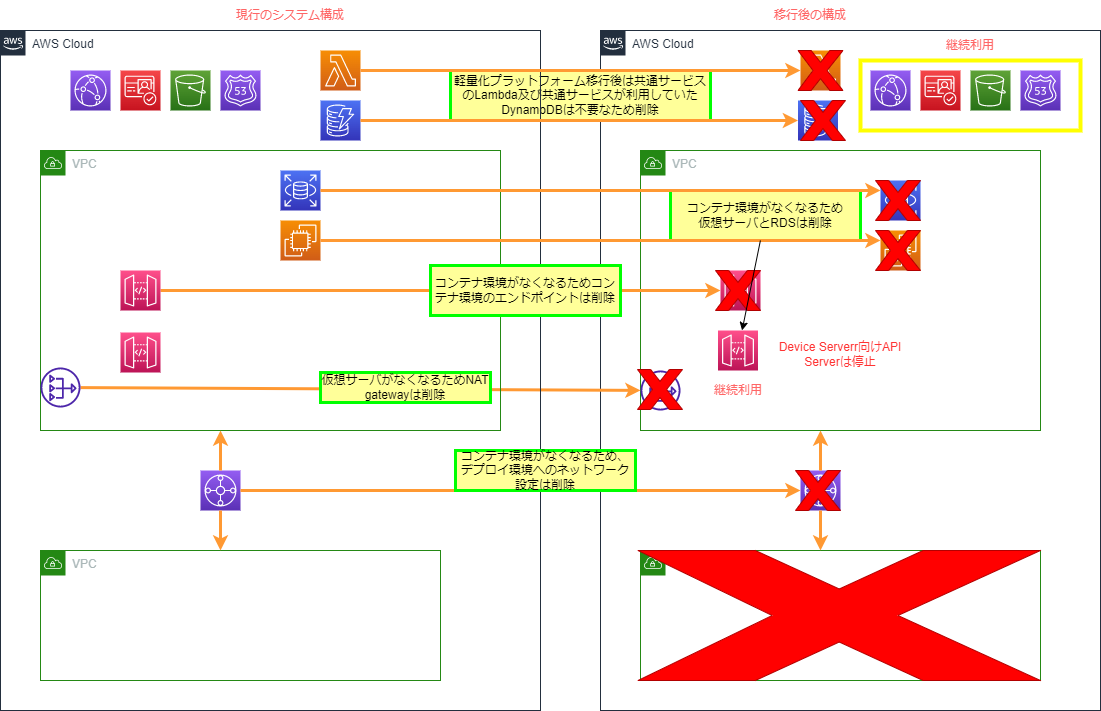 現行のシステム構成
移行後の構成
aws
AWS Cloud
aws
AWS Cloud
継続利用
53
53
軽量化プラットフォーム移行後は共通サービス
のLambda及び共通サービスが利用していた
DynamoDBは不要なため削除
VPC
VPC
コンテナ環境がなくなるため
仮想サーバとRDSは削除
コンテナ環境がなくなるためコン
テナ環境のエンドポイントは削除
Device Serverr向けAPI
Serverは停止
継続利用
仮想サーバがなくなるためNAT
gatewayは削除
コンテナ環境がなくなるため、
デプロイ環境へのネットワーク
設定は削除
VPC